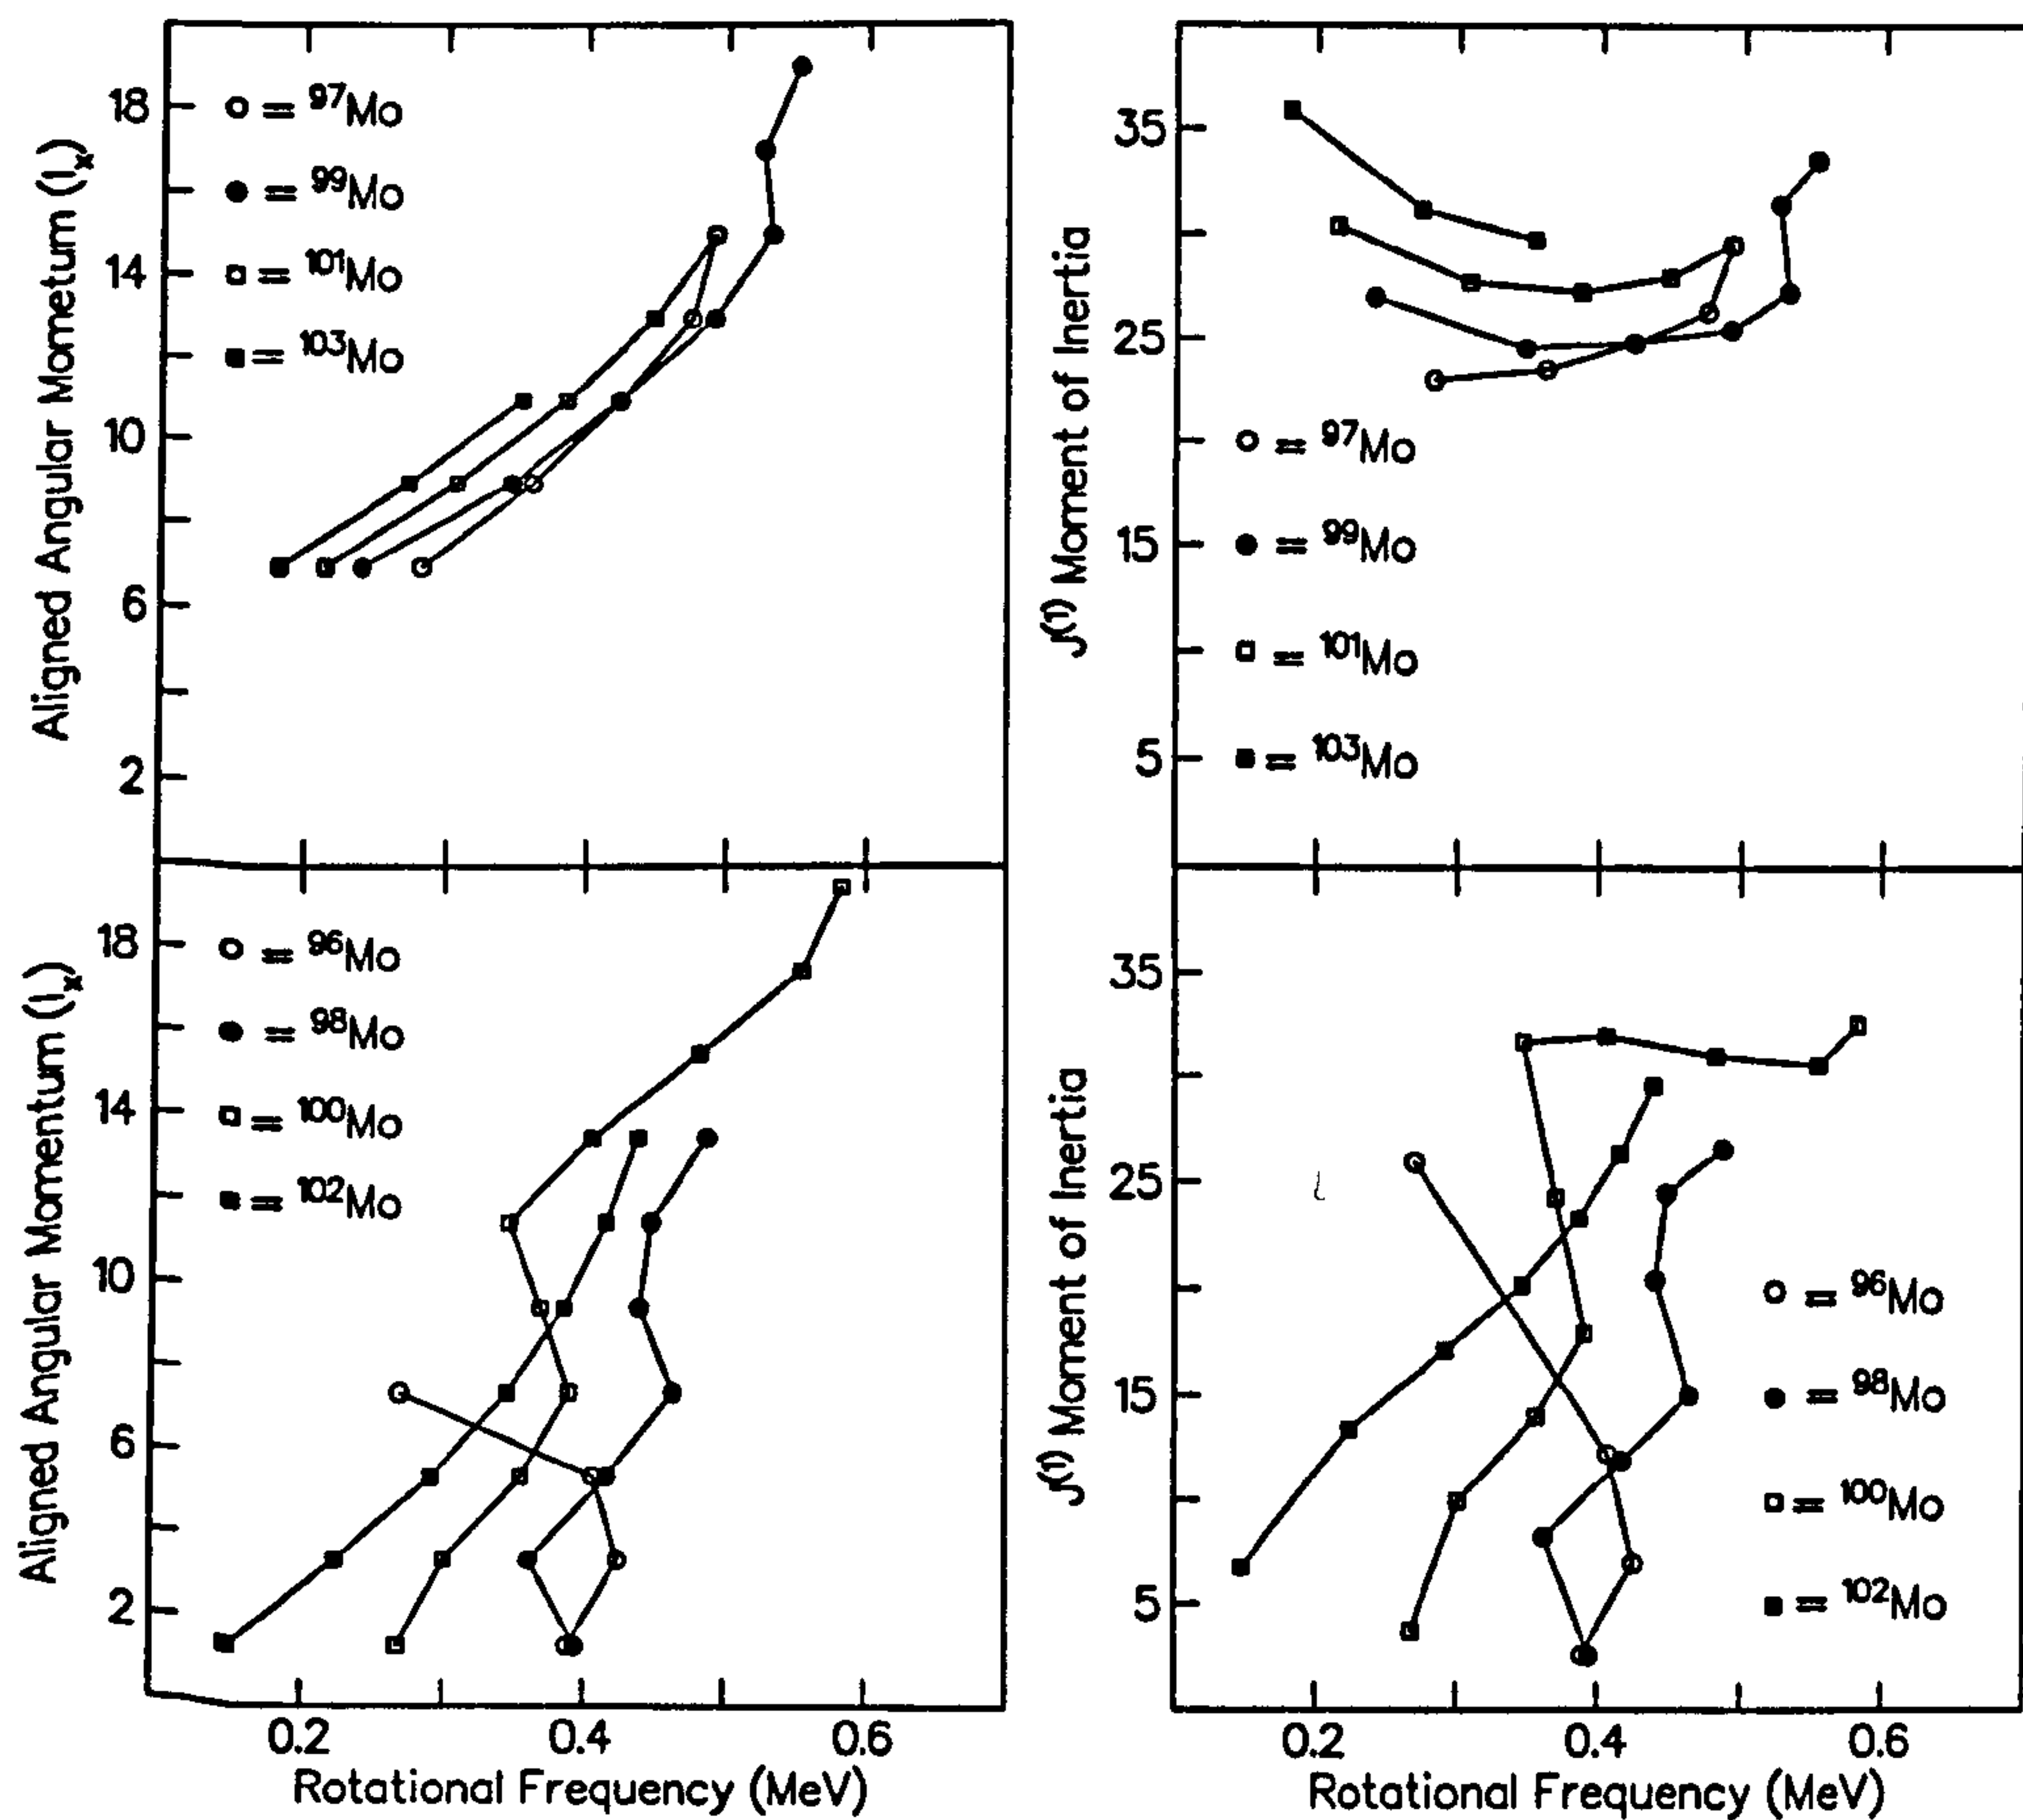 Aligned Angular Mometum (Iₓ)
18
14
10
6
2
o = ⁹⁷Mo
● = ⁹⁹Mo
□ = ¹⁰¹Mo
■ = ¹⁰³Mo
J⁽¹⁾ Moment of Inertia
35
25
15
5
o = ⁹⁷Mo
● = ⁹⁹Mo
□ = ¹⁰¹Mo
■ = ¹⁰³Mo
Aligned Angular Momentum (Iₓ)
18
14
10
6
2
o = ⁹⁶Mo
● = ⁹⁸Mo
□ = ¹⁰⁰Mo
■ = ¹⁰²Mo
0.2 0.4 0.6
Rotational Frequency (MeV)
J⁽¹⁾ Moment of Inertia
35
25
15
5
o = ⁹⁶Mo
● = ⁹⁸Mo
□ = ¹⁰⁰Mo
■ = ¹⁰²Mo
0.2 0.4 0.6
Rotational Frequency (MeV)